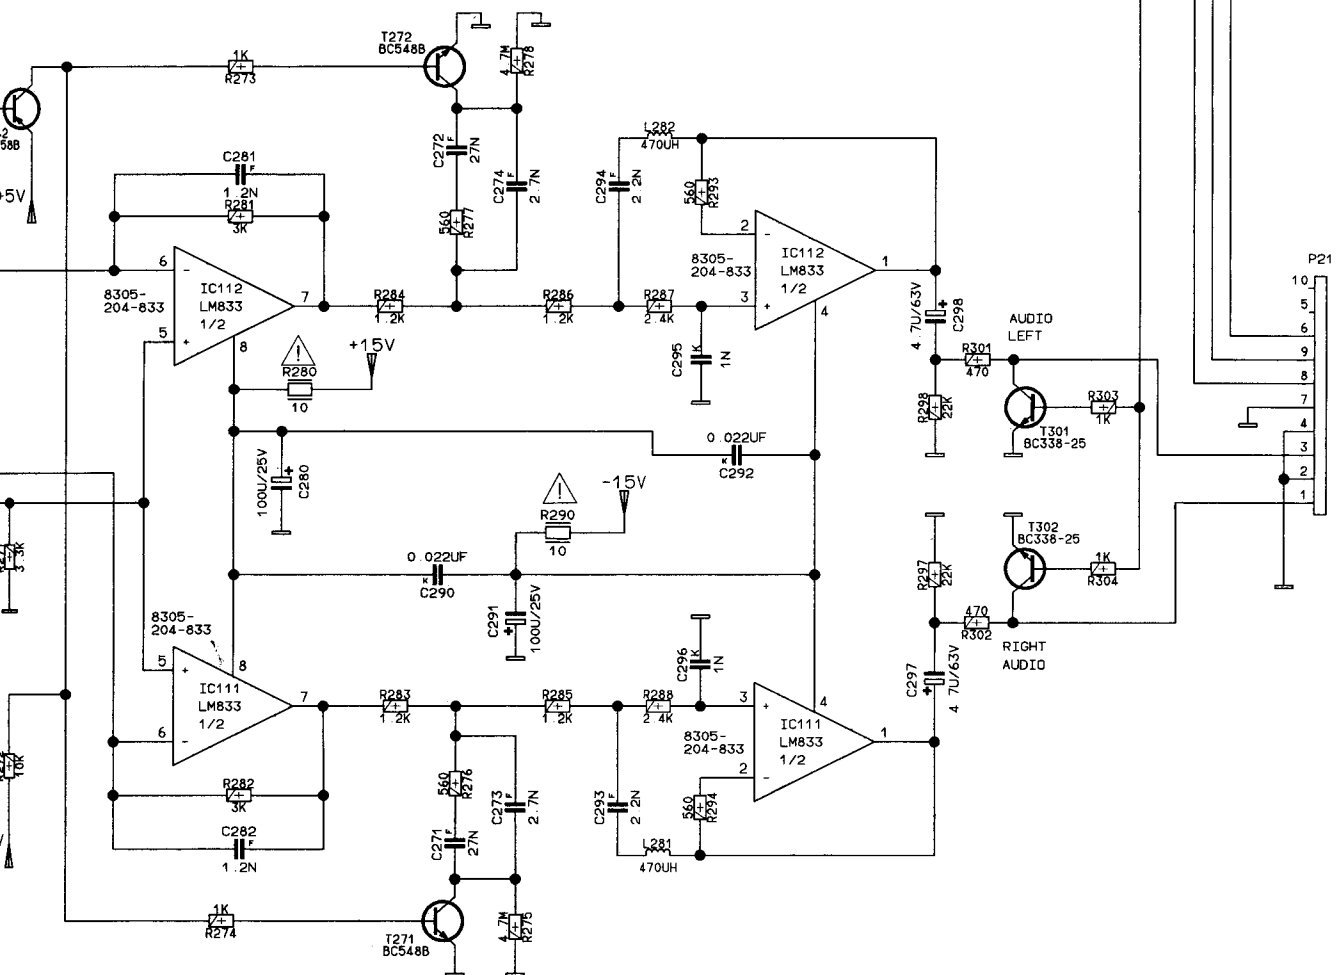 T272
BC548B
1K
R273
4.7M
R278
58B
+5V
C281
1.2N
R281
3K
C272
27N
C274
2.7N
560
R277
L282
470UH
C294
2.2N
560
R293
6
-
8305-
204-833
5
+
IC112
LM833
1/2
7
8
R284
1.2K
R286
1.2K
R287
2.4K
8305-
204-833
2
-
3
+
IC112
LM833
1/2
1
4
R280
10
+15V
C295
K
1N
4.7U/63V
C298
AUDIO
LEFT
R301
470
R298
22K
T301
BC338-25
R303
1K
P21
10
5
6
9
8
7
4
3
2
1
100U/25V
C280
0.022UF
K
C292
-15V
R290
10
0.022UF
K
C290
C291
100U/25V
3.3K
T302
BC338-25
1K
R304
R297
22K
470
R302
RIGHT
AUDIO
C297
4.7U/63V
8305-
204-833
5
+
6
-
8
IC111
LM833
1/2
7
R283
1.2K
R285
1.2K
R288
2.4K
C296
K
1N
8305-
204-833
3
+
2
-
4
IC111
LM833
1/2
1
10K
R282
3K
C282
1.2N
560
R276
C271
27N
C273
2.7N
C293
2.2N
560
R294
L281
470UH
1K
R274
T271
BC548B
4.7M
R275